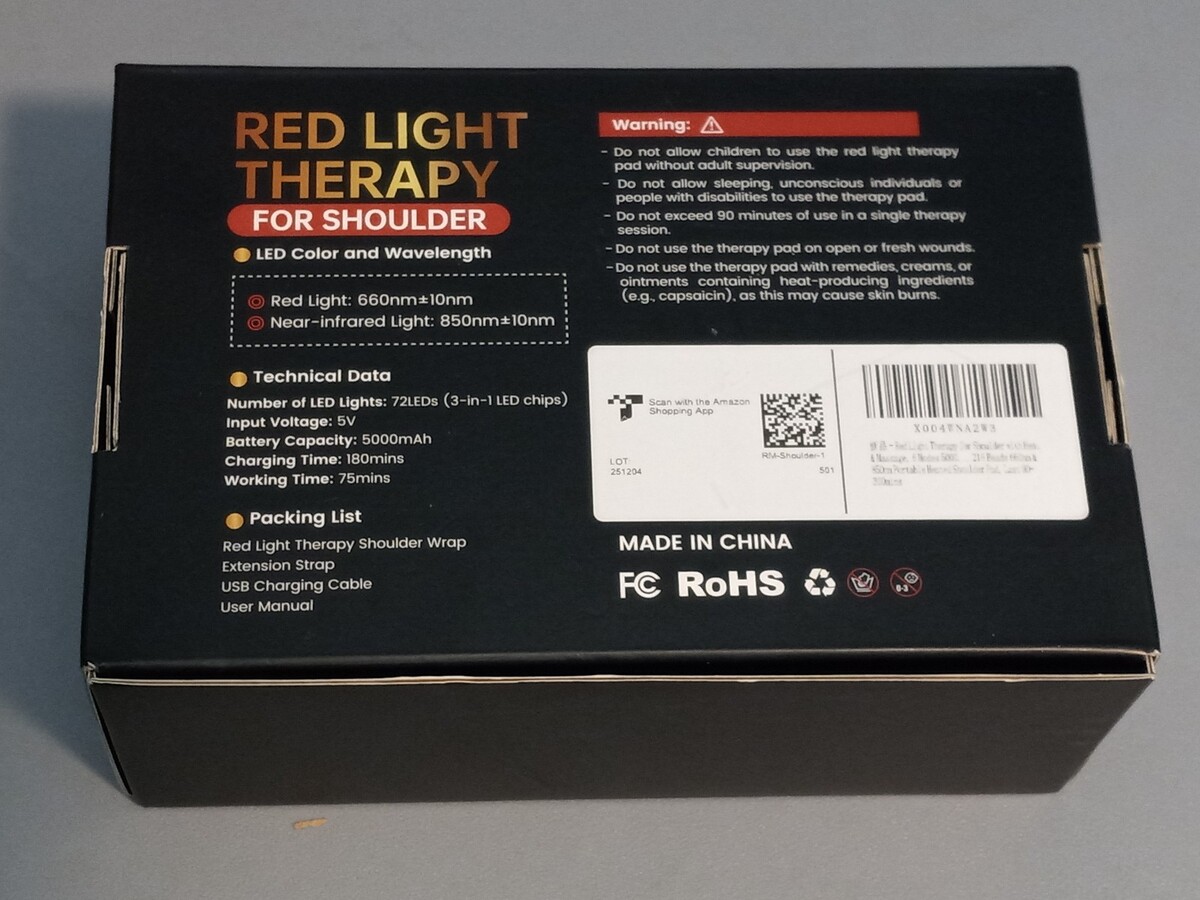 RED LIGHT
THERAPY
FOR SHOULDER
LED Color and Wavelength
Red Light: 660nm±10nm
Near-infrared Light: 850nm±10nm
Technical Data
Number of LED Lights: 72LEDs (3-in-1 LED chips)
Input Voltage: 5V
Battery Capacity: 5000mAh
Charging Time: 180mins
Working Time: 75mins
Packing List
Red Light Therapy Shoulder Wrap
Extension Strap
USB Charging Cable
User Manual
Warning:
- Do not allow children to use the red light therapy
pad without adult supervision.
- Do not allow sleeping, unconscious individuals or
people with disabilities to use the therapy pad.
- Do not exceed 90 minutes of use in a single therapy
session.
- Do not use the therapy pad on open or fresh wounds.
- Do not use the therapy pad with remedies, creams, or
ointments containing heat-producing ingredients
(e.g., capsaicin), as this may cause skin burns.
Scan with the Amazon
Shopping App
RM-Shoulder-1
LOT
251204
501
Red Light Therapy for Shoulder
MADE IN CHINA
FC RoHS
0-3